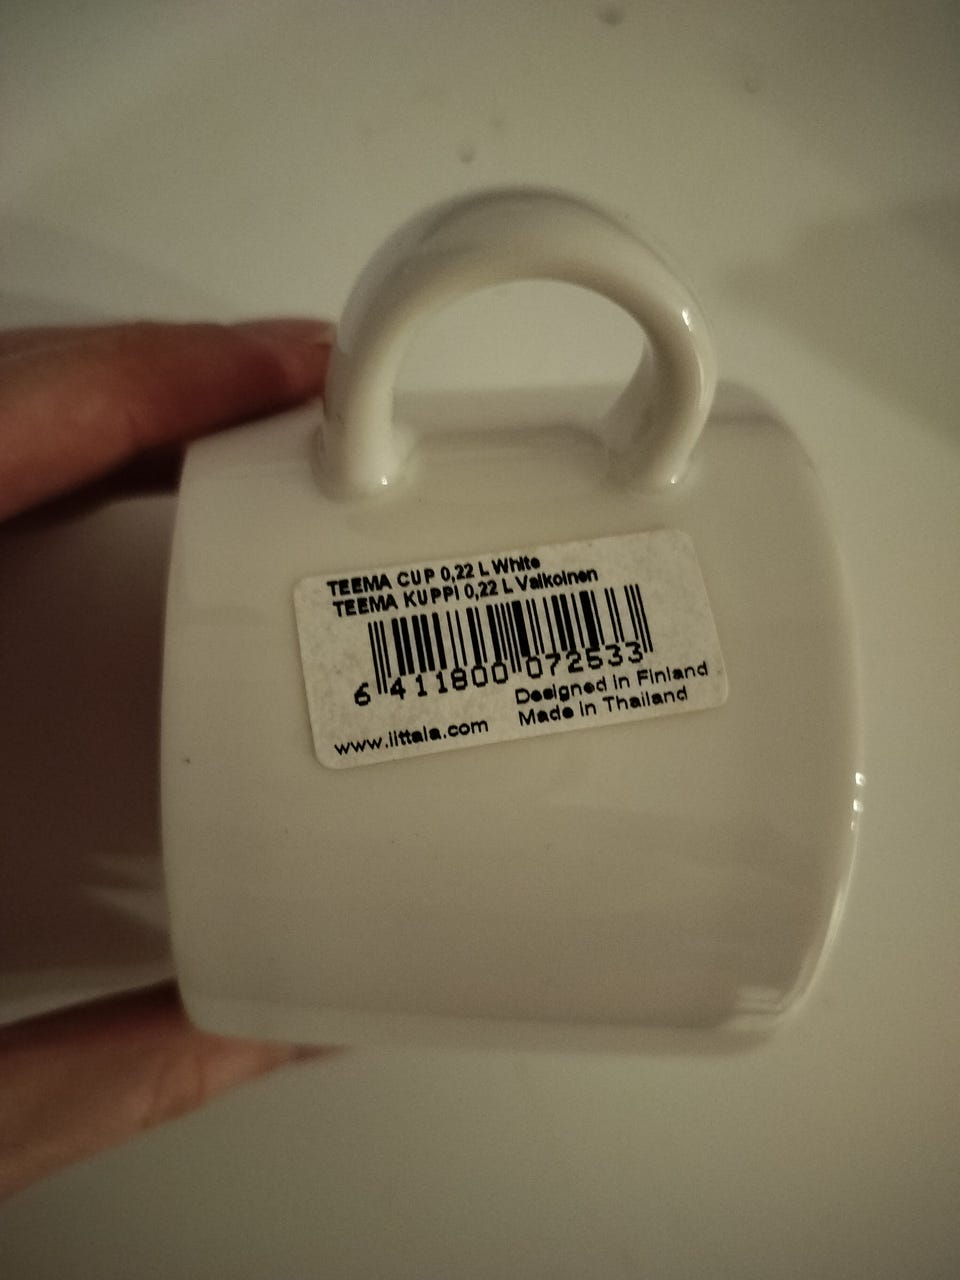 TEEMA CUP 0,22 L White
TEEMA KUPPI 0,22 L Valkoinen
6 411800 072533
Designed in Finland
Made in Thailand
www.iittala.com